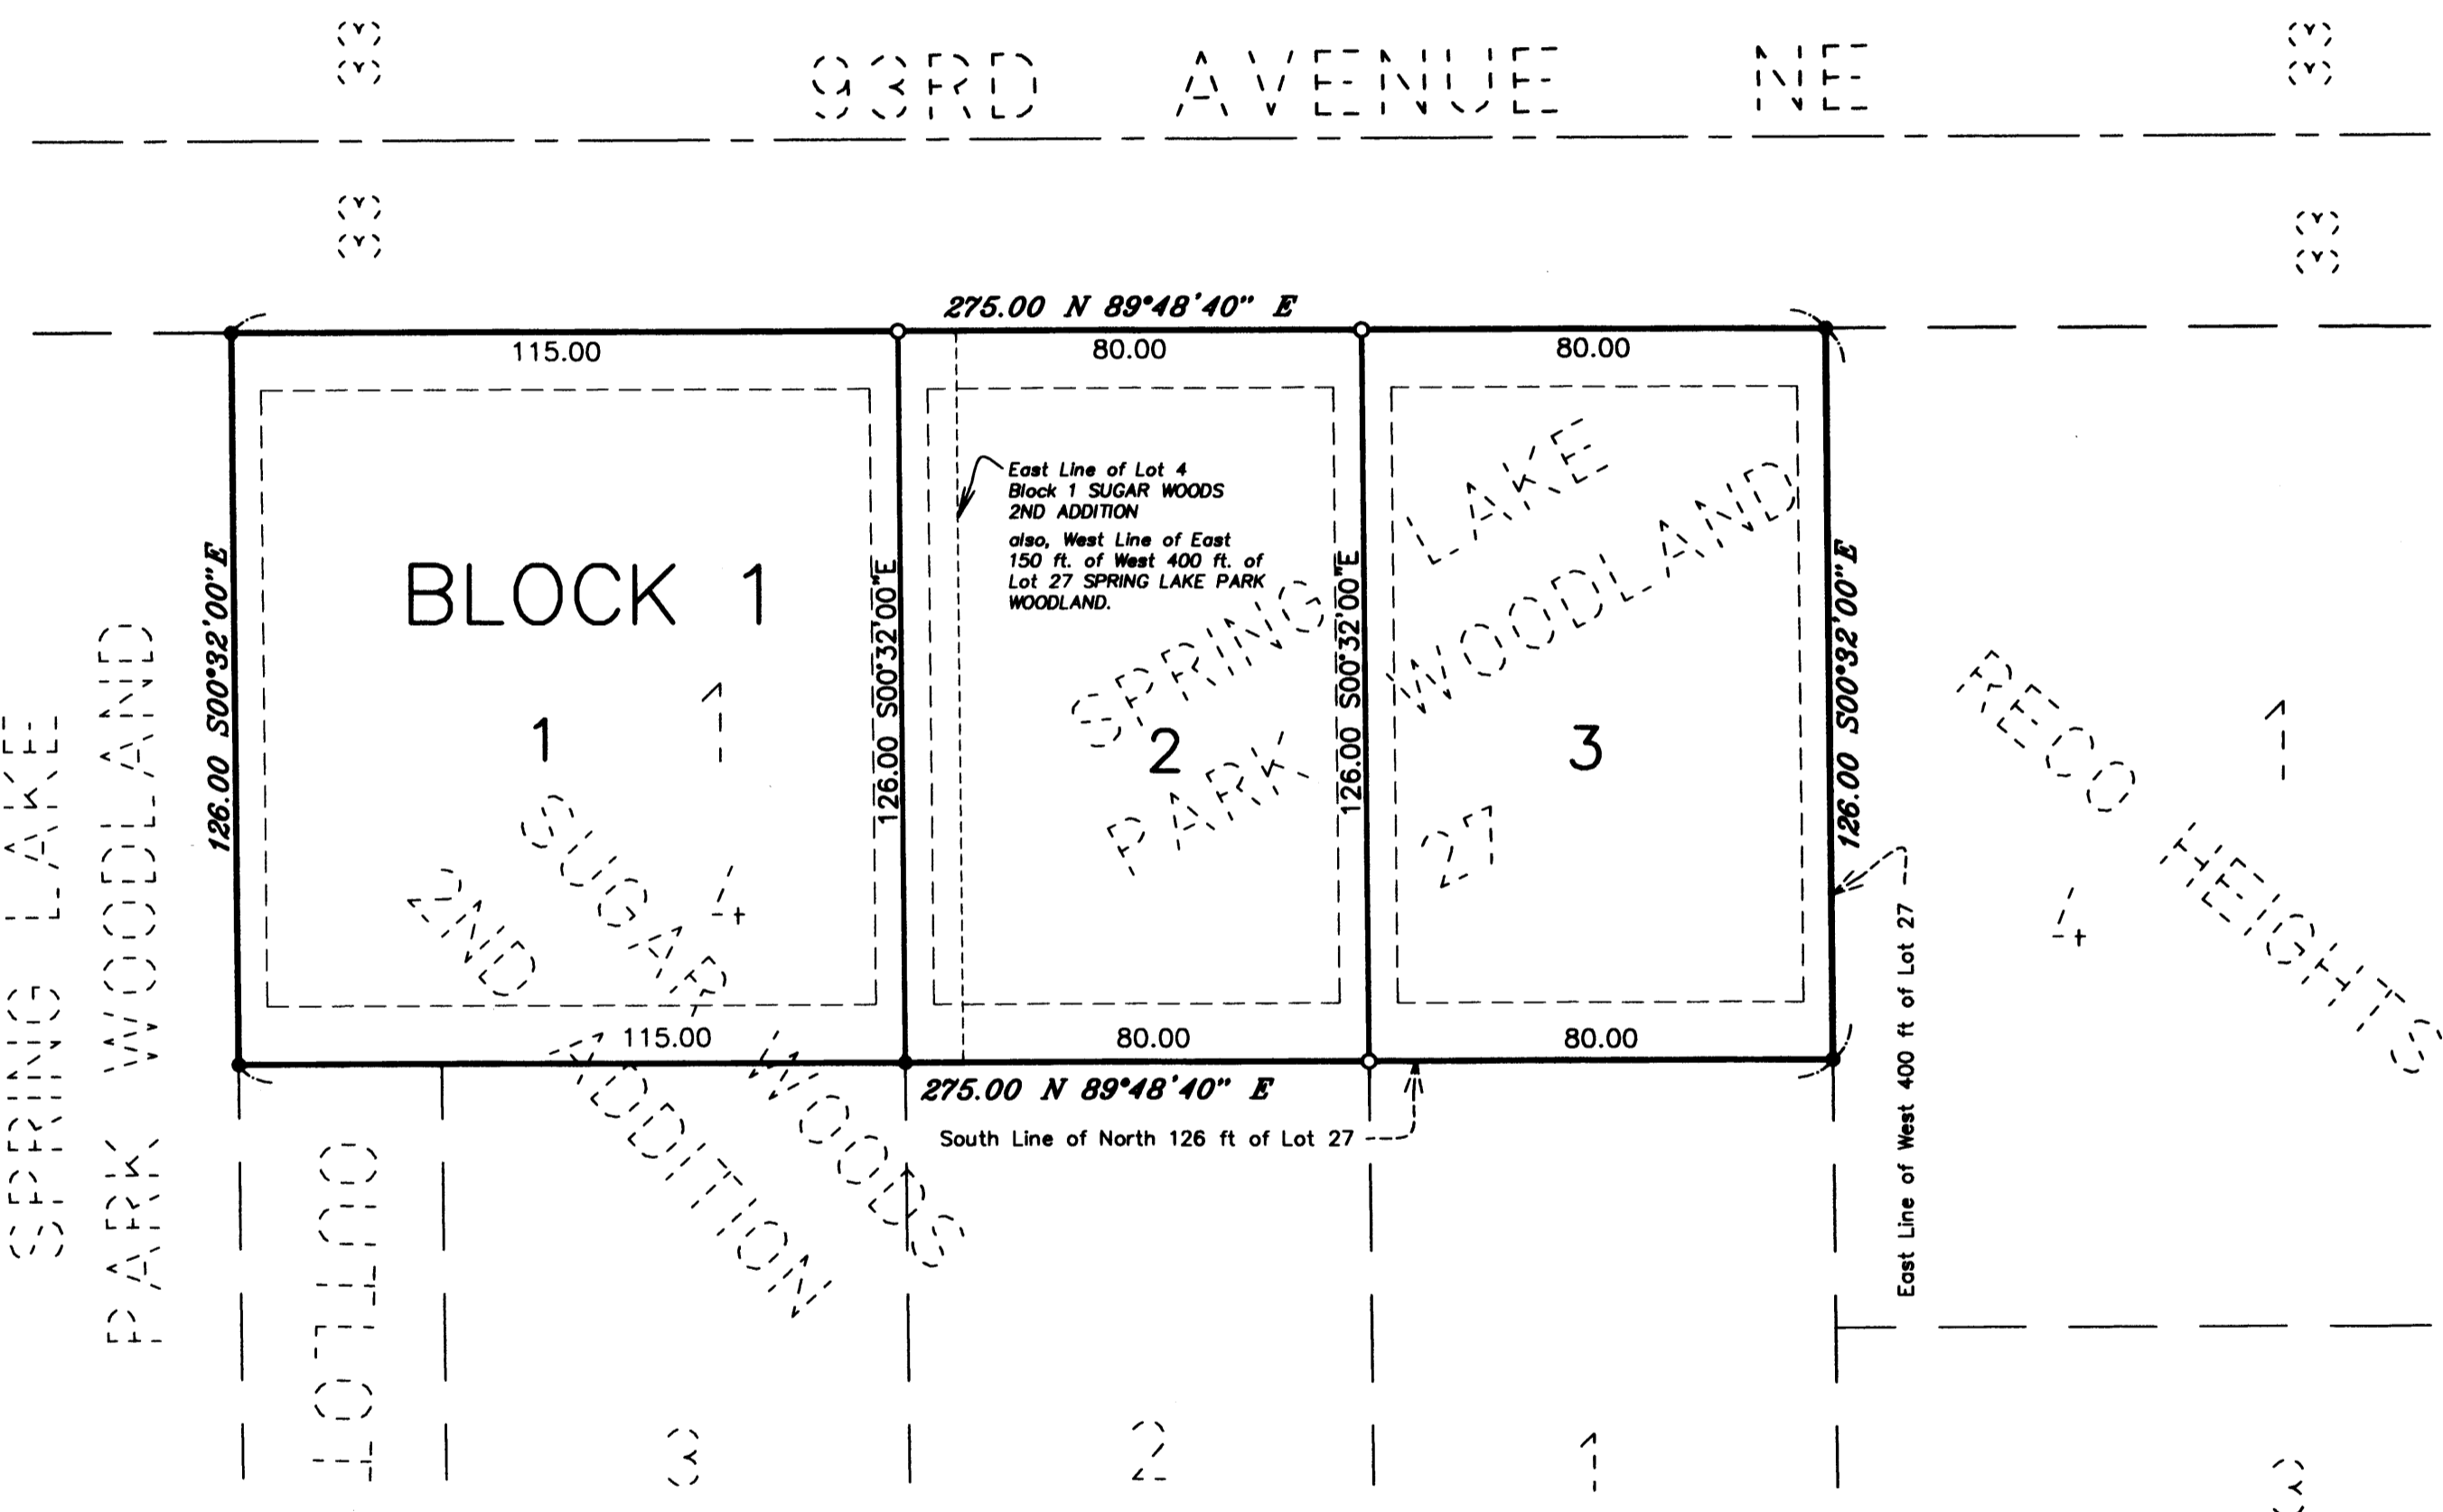 33
33
93RD AVENUE NE
33
33
275.00 N 89°48'40" E
115.00
80.00
80.00
East Line of Lot 4
Block 1 SUGAR WOODS
2ND ADDITION
also, West Line of East
150 ft. of West 400 ft. of
Lot 27 SPRING LAKE PARK
WOODLAND.
BLOCK 1
126.00 S00°32'00"E
126.00 S00°32'00"E
126.00 S00°32'00"E
126.00 S00°32'00"E
LAKE
WOODLAND
SPRING
PARK
27
1
1
2
3
4
SUGAR
WOODS
2ND
ADDITION
SPRING LAKE
PARK WOODLAND
RECO HEIGHTS
1
4
115.00
80.00
80.00
275.00 N 89°48'40" E
South Line of North 126 ft of Lot 27
East Line of West 400 ft of Lot 27
OUTLOT
3
2
1
3